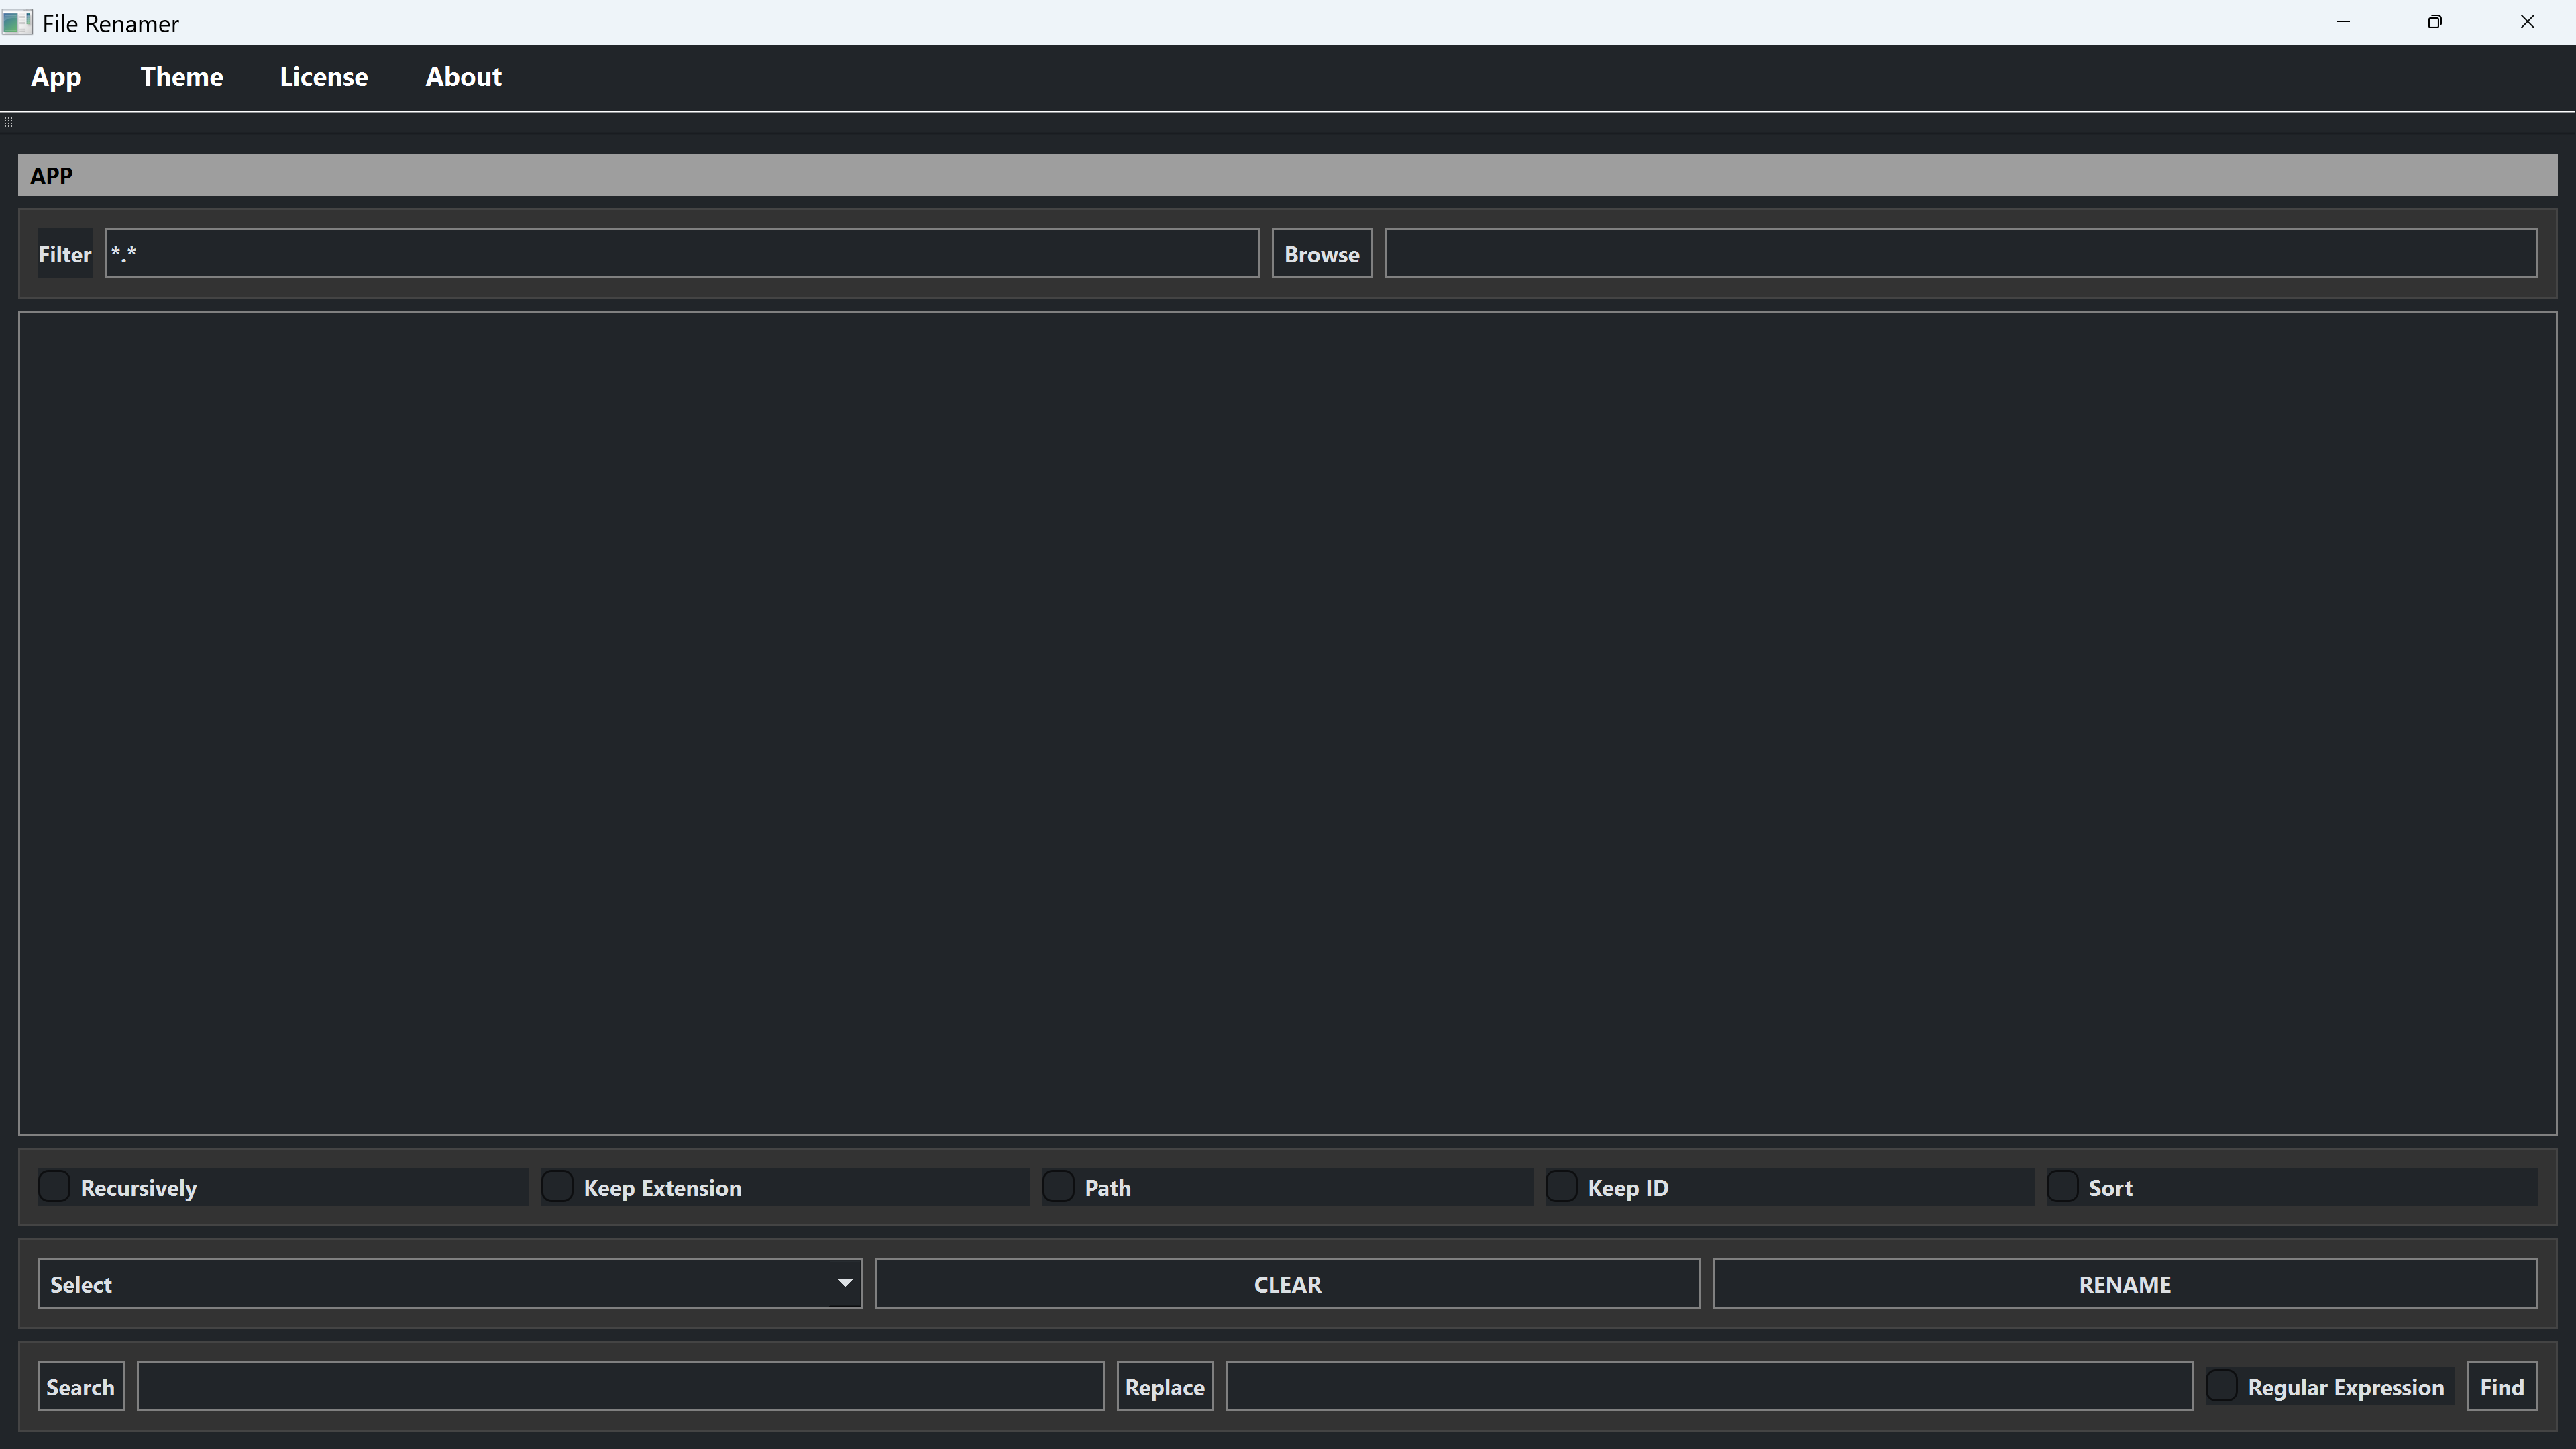 File Renamer
App Theme License About
APP
Filter *.* Browse
Recursively Keep Extension Path Keep ID Sort
Select CLEAR RENAME
Search Replace Regular Expression Find